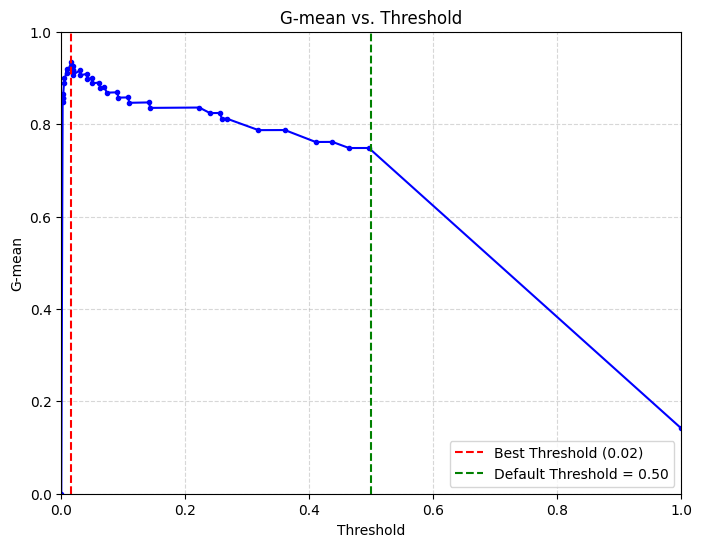 G-mean vs. Threshold
1.0
0.8
0.6
0.4
0.2
0.0
G-mean
0.0 0.2 0.4 0.6 0.8 1.0
Threshold
Best Threshold (0.02)
Default Threshold = 0.50